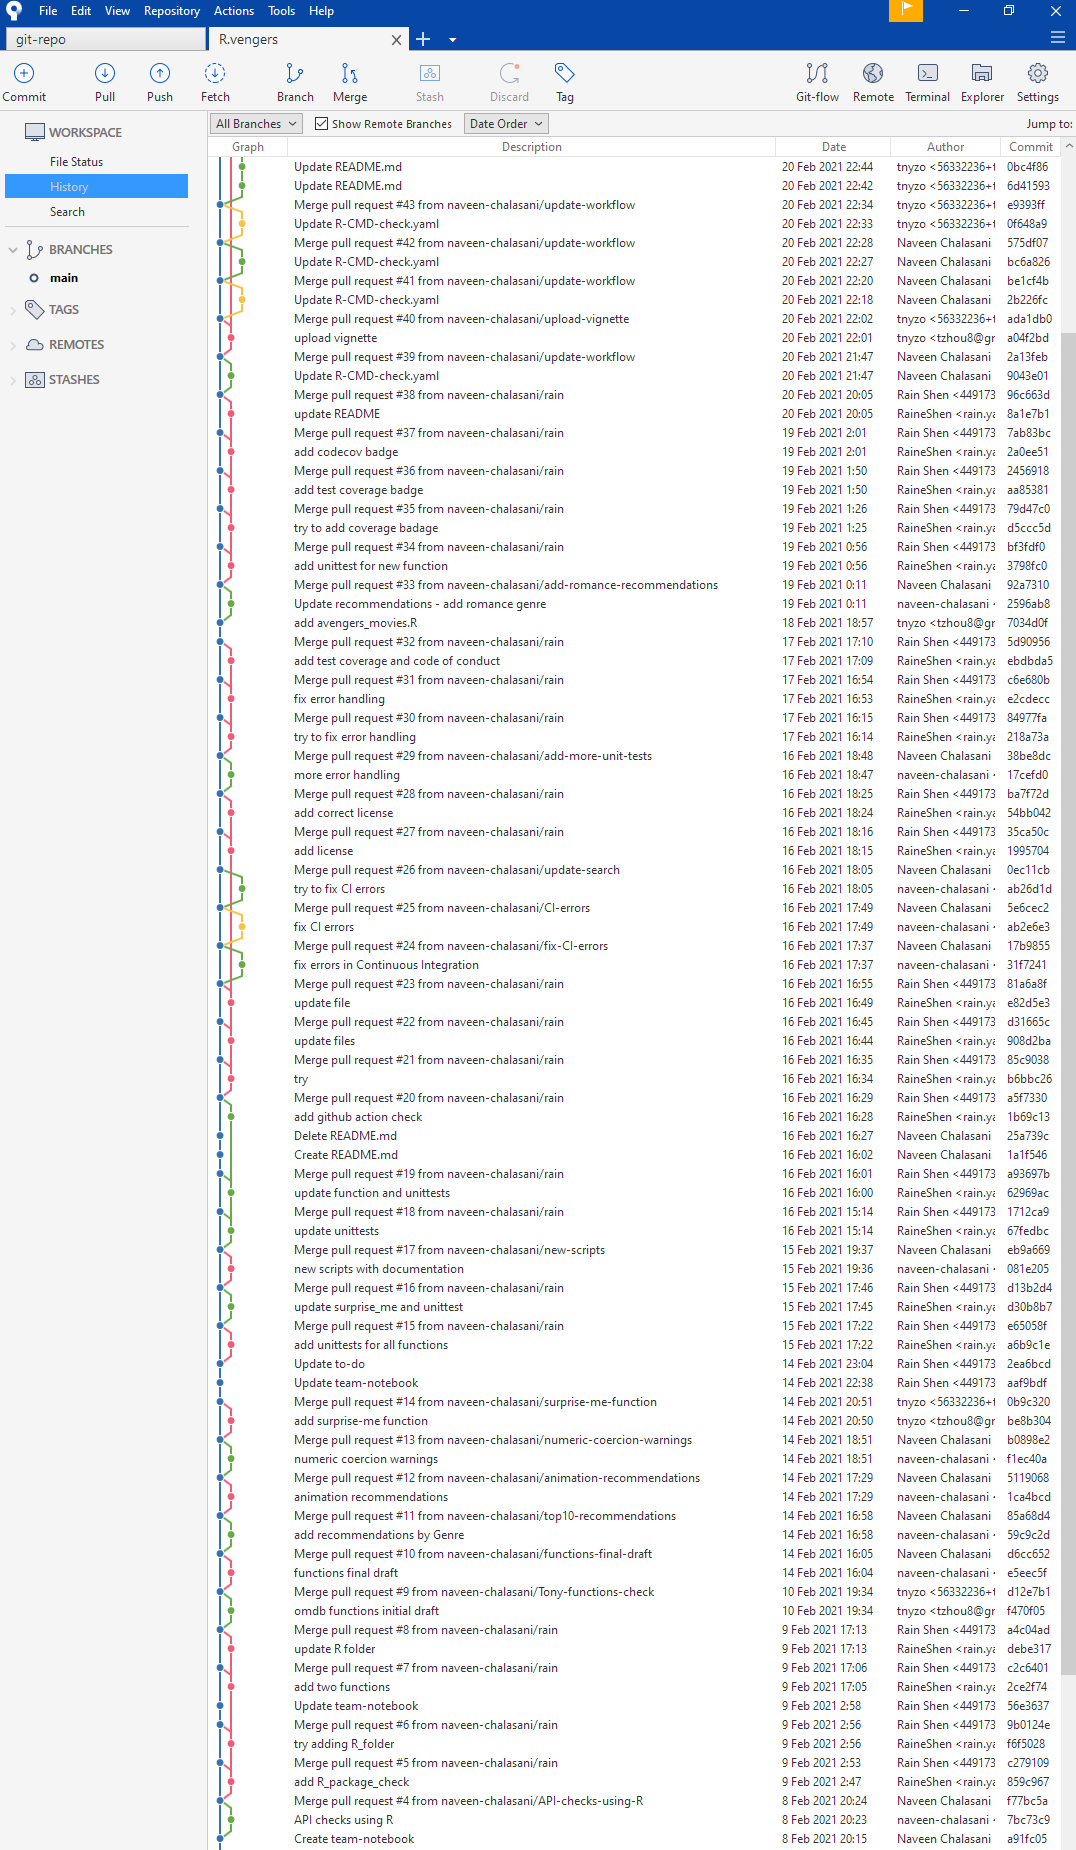 File Edit View Repository Actions Tools Help
git-repo R.vengers
Commit Pull Push Fetch Branch Merge Stash Discard Tag Git-flow Remote Terminal Explorer Settings
All Branches Show Remote Branches Date Order Jump to:
WORKSPACE
File Status
History
Search
BRANCHES
main
TAGS
REMOTES
STASHES
Graph Description Date Author Commit
Update README.md 20 Feb 2021 22:44 tnyzo <56332236+t 0bc4f86
Update README.md 20 Feb 2021 22:42 tnyzo <56332236+t 6d41593
Merge pull request #43 from naveen-chalasani/update-workflow 20 Feb 2021 22:34 tnyzo <56332236+t e9393ff
Update R-CMD-check.yaml 20 Feb 2021 22:33 tnyzo <56332236+t 0f648a9
Merge pull request #42 from naveen-chalasani/update-workflow 20 Feb 2021 22:28 Naveen Chalasani 575df07
Update R-CMD-check.yaml 20 Feb 2021 22:27 Naveen Chalasani bc6a826
Merge pull request #41 from naveen-chalasani/update-workflow 20 Feb 2021 22:20 Naveen Chalasani be1cf4b
Update R-CMD-check.yaml 20 Feb 2021 22:18 Naveen Chalasani 2b226fc
Merge pull request #40 from naveen-chalasani/upload-vignette 20 Feb 2021 22:02 tnyzo <56332236+t ada1db0
upload vignette 20 Feb 2021 22:01 tnyzo <tzhou8@gr a04f2bd
Merge pull request #39 from naveen-chalasani/update-workflow 20 Feb 2021 21:47 Naveen Chalasani 2a13feb
Update R-CMD-check.yaml 20 Feb 2021 21:47 Naveen Chalasani 9043e01
Merge pull request #38 from naveen-chalasani/rain 20 Feb 2021 20:05 Rain Shen <449173 96c663d
update README 20 Feb 2021 20:05 RaineShen <rain.ya 8a1e7b1
Merge pull request #37 from naveen-chalasani/rain 19 Feb 2021 2:01 Rain Shen <449173 7ab83bc
add codecov badge 19 Feb 2021 2:01 RaineShen <rain.ya 2a0ee51
Merge pull request #36 from naveen-chalasani/rain 19 Feb 2021 1:50 Rain Shen <449173 2456918
add test coverage badge 19 Feb 2021 1:50 RaineShen <rain.ya aa85381
Merge pull request #35 from naveen-chalasani/rain 19 Feb 2021 1:26 Rain Shen <449173 79d47c0
try to add coverage badage 19 Feb 2021 1:25 RaineShen <rain.ya d5ccc5d
Merge pull request #34 from naveen-chalasani/rain 19 Feb 2021 0:56 Rain Shen <449173 bf3fdf0
add unittest for new function 19 Feb 2021 0:56 RaineShen <rain.ya 3798fc0
Merge pull request #33 from naveen-chalasani/add-romance-recommendations 19 Feb 2021 0:11 Naveen Chalasani 92a7310
Update recommendations - add romance genre 19 Feb 2021 0:11 naveen-chalasani 2596ab8
add avengers_movies.R 18 Feb 2021 18:57 tnyzo <tzhou8@gr 7034d0f
Merge pull request #32 from naveen-chalasani/rain 17 Feb 2021 17:10 Rain Shen <449173 5d90956
add test coverage and code of conduct 17 Feb 2021 17:09 RaineShen <rain.ya ebdbda5
Merge pull request #31 from naveen-chalasani/rain 17 Feb 2021 16:54 Rain Shen <449173 c6e680b
fix error handling 17 Feb 2021 16:53 RaineShen <rain.ya e2cdecc
Merge pull request #30 from naveen-chalasani/rain 17 Feb 2021 16:15 Rain Shen <449173 84977fa
try to fix error handling 17 Feb 2021 16:14 RaineShen <rain.ya 218a73a
Merge pull request #29 from naveen-chalasani/add-more-unit-tests 16 Feb 2021 18:48 Naveen Chalasani 38be8dc
more error handling 16 Feb 2021 18:47 naveen-chalasani 17cefd0
Merge pull request #28 from naveen-chalasani/rain 16 Feb 2021 18:25 Rain Shen <449173 ba7f72d
add correct license 16 Feb 2021 18:24 RaineShen <rain.ya 54bb042
Merge pull request #27 from naveen-chalasani/rain 16 Feb 2021 18:16 Rain Shen <449173 35ca50c
add license 16 Feb 2021 18:15 RaineShen <rain.ya 1995704
Merge pull request #26 from naveen-chalasani/update-search 16 Feb 2021 18:05 Naveen Chalasani 0ec11cb
try to fix CI errors 16 Feb 2021 18:05 naveen-chalasani ab26d1d
Merge pull request #25 from naveen-chalasani/CI-errors 16 Feb 2021 17:49 Naveen Chalasani 5e6cec2
fix CI errors 16 Feb 2021 17:49 naveen-chalasani ab2e6e3
Merge pull request #24 from naveen-chalasani/fix-CI-errors 16 Feb 2021 17:37 Naveen Chalasani 17b9855
fix errors in Continuous Integration 16 Feb 2021 17:37 naveen-chalasani 31f7241
Merge pull request #23 from naveen-chalasani/rain 16 Feb 2021 16:55 Rain Shen <449173 81a6a8f
update file 16 Feb 2021 16:49 RaineShen <rain.ya e82d5e3
Merge pull request #22 from naveen-chalasani/rain 16 Feb 2021 16:45 Rain Shen <449173 d31665c
update files 16 Feb 2021 16:44 RaineShen <rain.ya 908d2ba
Merge pull request #21 from naveen-chalasani/rain 16 Feb 2021 16:35 Rain Shen <449173 85c9038
try 16 Feb 2021 16:34 RaineShen <rain.ya b6bbc26
Merge pull request #20 from naveen-chalasani/rain 16 Feb 2021 16:29 Rain Shen <449173 a5f7330
add github action check 16 Feb 2021 16:28 RaineShen <rain.ya 1b69c13
Delete README.md 16 Feb 2021 16:27 Naveen Chalasani 25a739c
Create README.md 16 Feb 2021 16:02 Naveen Chalasani 1a1f546
Merge pull request #19 from naveen-chalasani/rain 16 Feb 2021 16:01 Rain Shen <449173 a93697b
update function and unittests 16 Feb 2021 16:00 RaineShen <rain.ya 62969ac
Merge pull request #18 from naveen-chalasani/rain 16 Feb 2021 15:14 Rain Shen <449173 1712ca9
update unittests 16 Feb 2021 15:14 RaineShen <rain.ya 67fedbc
Merge pull request #17 from naveen-chalasani/new-scripts 15 Feb 2021 19:37 Naveen Chalasani eb9a669
new scripts with documentation 15 Feb 2021 19:36 naveen-chalasani 081e205
Merge pull request #16 from naveen-chalasani/rain 15 Feb 2021 17:46 Rain Shen <449173 d13b2d4
update surprise_me and unittest 15 Feb 2021 17:45 RaineShen <rain.ya d30b8b7
Merge pull request #15 from naveen-chalasani/rain 15 Feb 2021 17:22 Rain Shen <449173 e65058f
add unittests for all functions 15 Feb 2021 17:22 RaineShen <rain.ya a6b9c1e
Update to-do 14 Feb 2021 23:04 Rain Shen <449173 2ea6bcd
Update team-notebook 14 Feb 2021 22:38 Rain Shen <449173 aaf9bdf
Merge pull request #14 from naveen-chalasani/surprise-me-function 14 Feb 2021 20:51 tnyzo <56332236+t 0b9c320
add surprise-me function 14 Feb 2021 20:50 tnyzo <tzhou8@gr be8b304
Merge pull request #13 from naveen-chalasani/numeric-coercion-warnings 14 Feb 2021 18:51 Naveen Chalasani b0898e2
numeric coercion warnings 14 Feb 2021 18:51 naveen-chalasani f1ec40a
Merge pull request #12 from naveen-chalasani/animation-recommendations 14 Feb 2021 17:29 Naveen Chalasani 5119068
animation recommendations 14 Feb 2021 17:29 naveen-chalasani 1ca4bcd
Merge pull request #11 from naveen-chalasani/top10-recommendations 14 Feb 2021 16:58 Naveen Chalasani 85a68d4
add recommendations by Genre 14 Feb 2021 16:58 naveen-chalasani 59c9c2d
Merge pull request #10 from naveen-chalasani/functions-final-draft 14 Feb 2021 16:05 Naveen Chalasani d6cc652
functions final draft 14 Feb 2021 16:04 naveen-chalasani e5eec5f
Merge pull request #9 from naveen-chalasani/Tony-functions-check 10 Feb 2021 19:34 tnyzo <56332236+t d12e7b1
omdb functions initial draft 10 Feb 2021 19:34 tnyzo <tzhou8@gr f470f05
Merge pull request #8 from naveen-chalasani/rain 9 Feb 2021 17:13 Rain Shen <449173 a4c04ad
update R folder 9 Feb 2021 17:13 RaineShen <rain.ya debe317
Merge pull request #7 from naveen-chalasani/rain 9 Feb 2021 17:06 Rain Shen <449173 c2c6401
add two functions 9 Feb 2021 17:05 RaineShen <rain.ya 2ce2f74
Update team-notebook 9 Feb 2021 2:58 Rain Shen <449173 56e3637
Merge pull request #6 from naveen-chalasani/rain 9 Feb 2021 2:56 Rain Shen <449173 9b0124e
try adding R_folder 9 Feb 2021 2:56 RaineShen <rain.ya f6f5028
Merge pull request #5 from naveen-chalasani/rain 9 Feb 2021 2:53 Rain Shen <449173 c279109
add R_package_check 9 Feb 2021 2:47 RaineShen <rain.ya 859c967
Merge pull request #4 from naveen-chalasani/API-checks-using-R 8 Feb 2021 20:24 Naveen Chalasani f77bc5a
API checks using R 8 Feb 2021 20:23 naveen-chalasani 7bc73c9
Create team-notebook 8 Feb 2021 20:15 Naveen Chalasani a91fc05